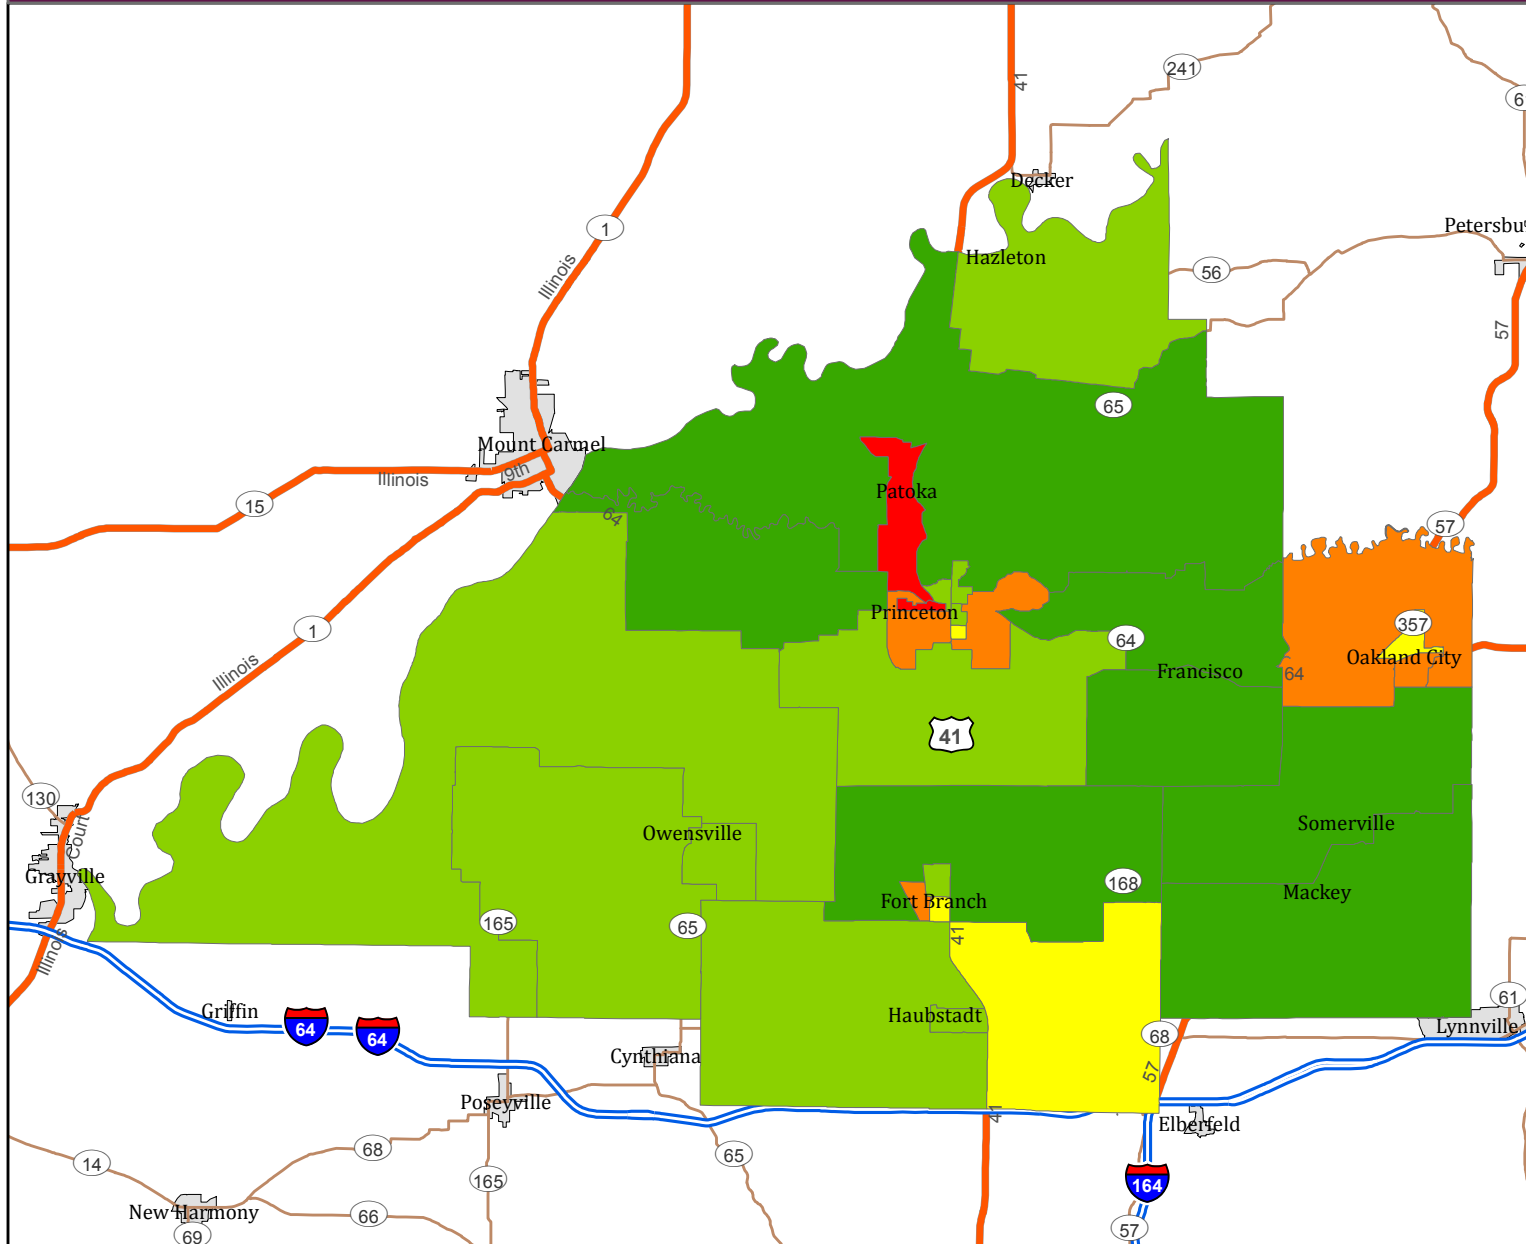 41
241
6
Decker
Petersbu
1
Illinois
Hazleton
56
57
65
Mount Carmel
9th
Illinois
15
Patoka
64
57
Princeton
357
1
64
Oakland City
Illinois
Francisco
64
41
130
Court
Owensville
Somerville
Grayville
168
Mackey
Fort Branch
165
65
41
Illinois
61
Griffin
Haubstadt
64
64
Lynnville
68
Cynthiana
57
Poseyville
41
Elberfeld
68
65
14
165
164
New Harmony
66
57
69